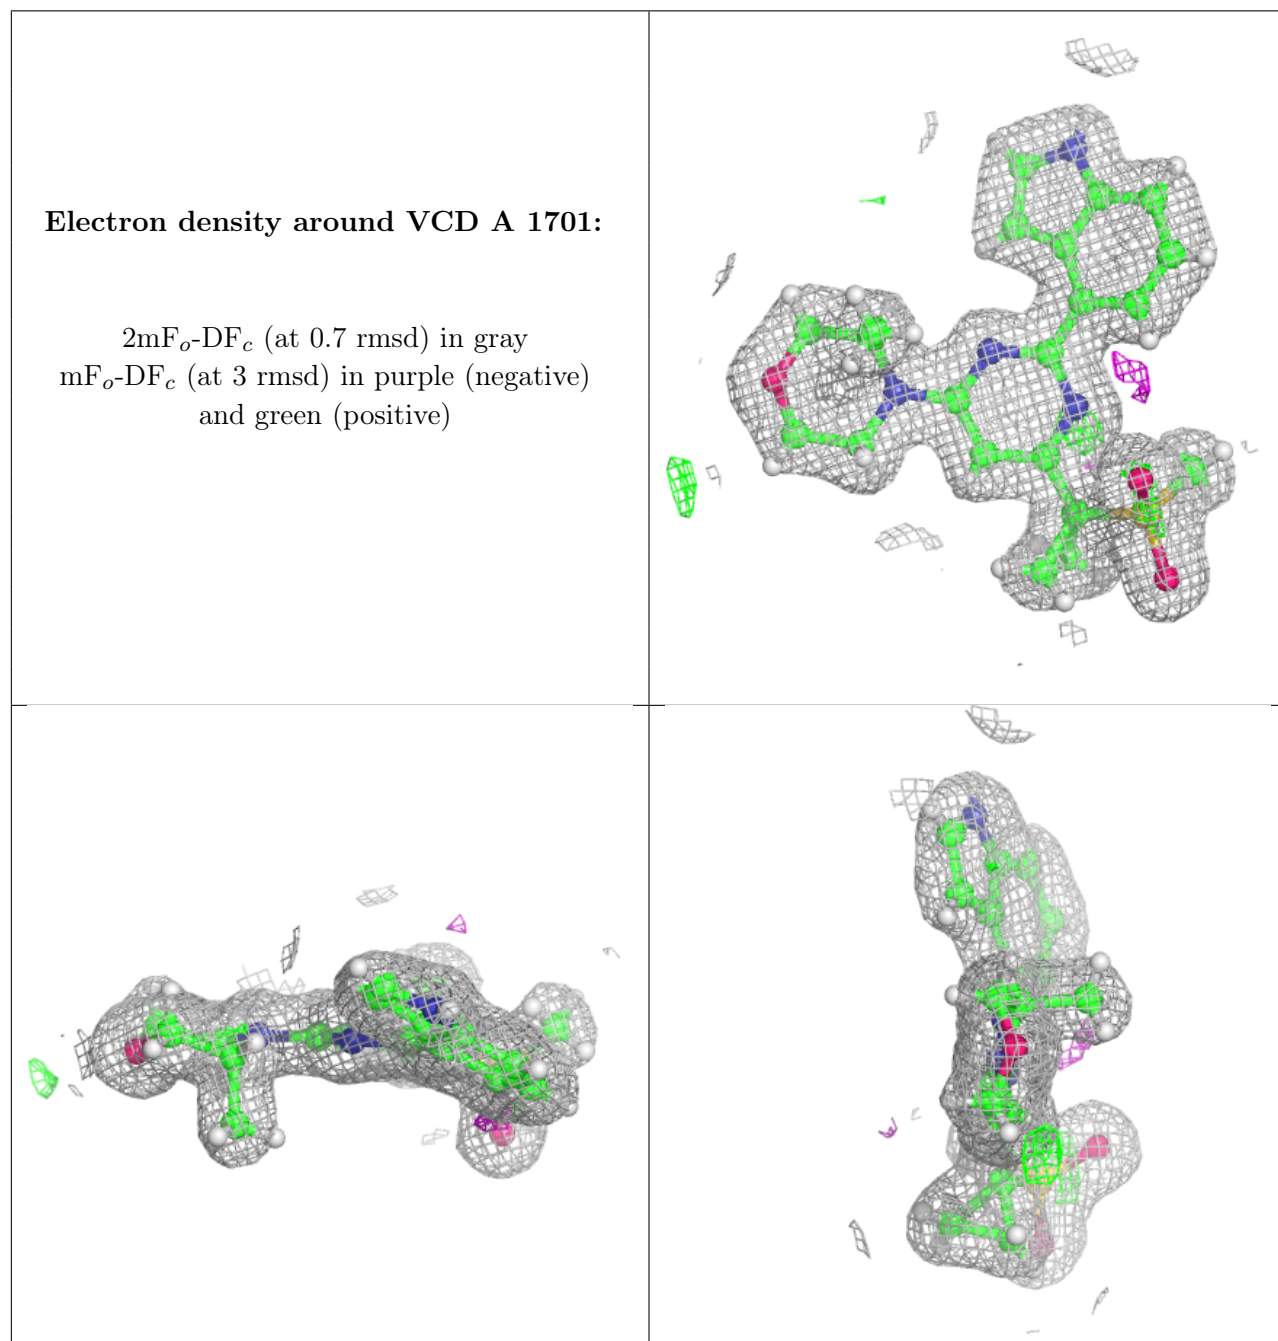 Electron density around VCD A 1701:
2mFo-DFc (at 0.7 rmsd) in gray
mFo-DFc (at 3 rmsd) in purple (negative)
and green (positive)